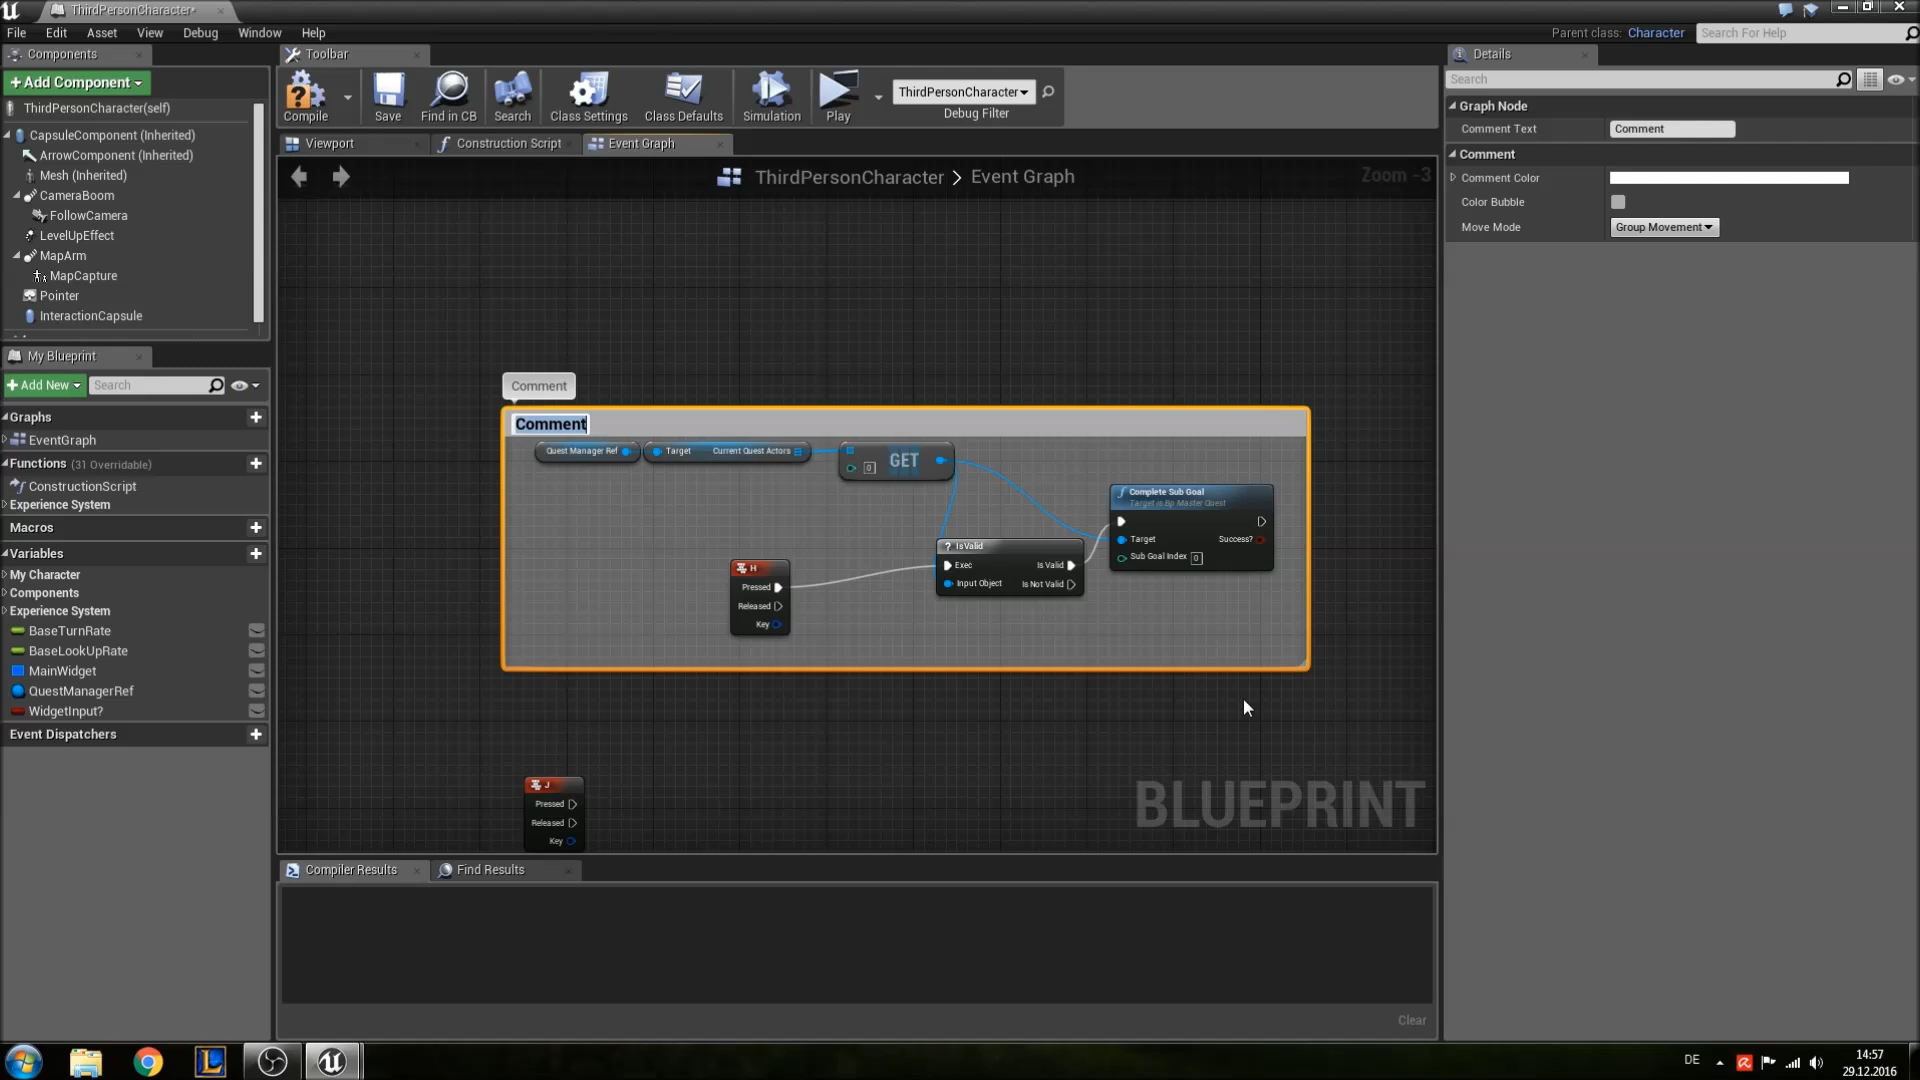 ThirdPersonCharacter*
File Edit Asset View Debug Window Help
Parent class: Character
Search For Help
Components
Toolbar
Details
+Add Component
ThirdPersonCharacter(self)
CapsuleComponent (Inherited)
ArrowComponent (Inherited)
Mesh (Inherited)
CameraBoom
FollowCamera
LevelUpEffect
MapArm
MapCapture
Pointer
InteractionCapsule
Compile
Save
Find in CB
Search
Class Settings
Class Defaults
Simulation
Play
ThirdPersonCharacter
Debug Filter
Viewport
Construction Script
Event Graph
ThirdPersonCharacter > Event Graph
Zoom -3
My Blueprint
+Add New
Search
Graphs
EventGraph
Functions (31 Overridable)
ConstructionScript
Experience System
Macros
Variables
My Character
Components
Experience System
BaseTurnRate
BaseLookUpRate
MainWidget
QuestManagerRef
WidgetInput?
Event Dispatchers
Comment
Comment
Quest Manager Ref
Target Current Quest Actors
0 GET
Complete Sub Goal
Target is Bp Master Quest
Target Success?
Sub Goal Index 0
? IsValid
Exec Is Valid
Input Object Is Not Valid
H
Pressed
Released
Key
J
Pressed
Released
Key
BLUEPRINT
Compiler Results
Find Results
Clear
Search
Graph Node
Comment Text Comment
Comment
Comment Color
Color Bubble
Move Mode Group Movement
DE
14:57
29.12.2016